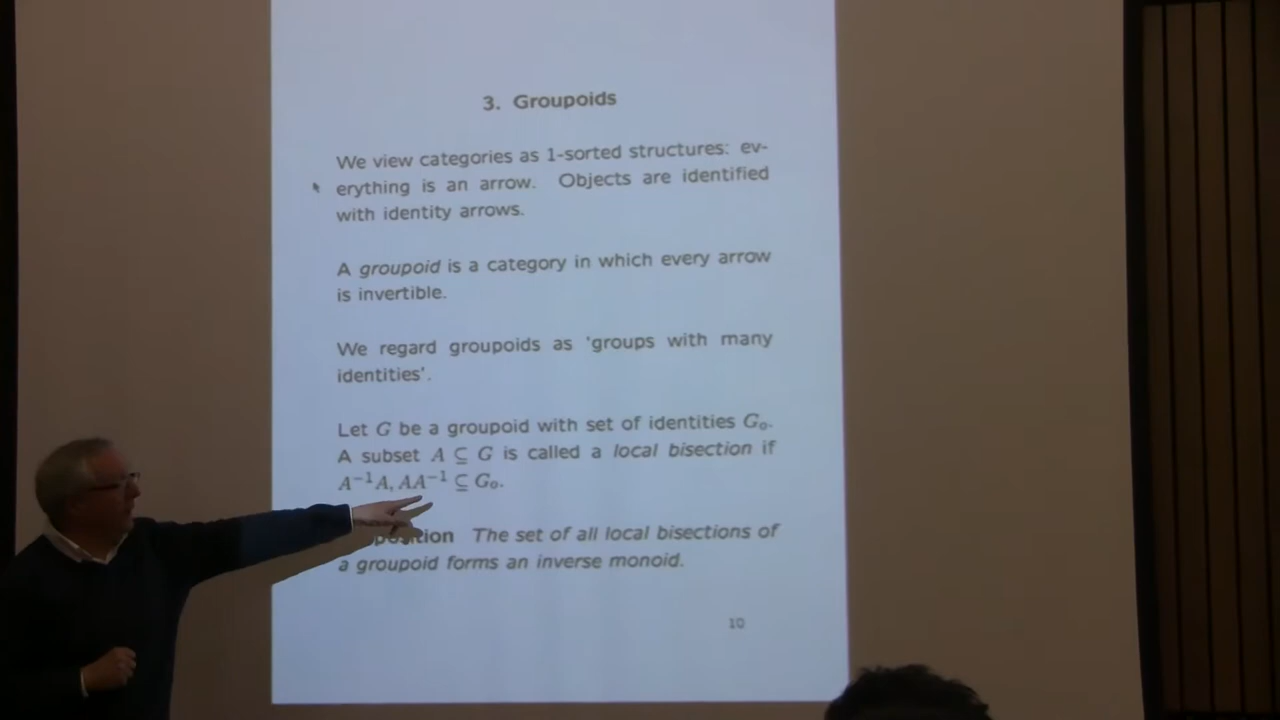 3. Groupoids
We view categories as 1-sorted structures: ev-
erything is an arrow. Objects are identified
with identity arrows.
A groupoid is a category in which every arrow
is invertible.
We regard groupoids as 'groups with many
identities'.
Let G be a groupoid with set of identities Gₒ.
A subset A ⊆ G is called a local bisection if
A⁻¹A, AA⁻¹ ⊆ Gₒ.
The set of all local bisections of
a groupoid forms an inverse monoid.
10